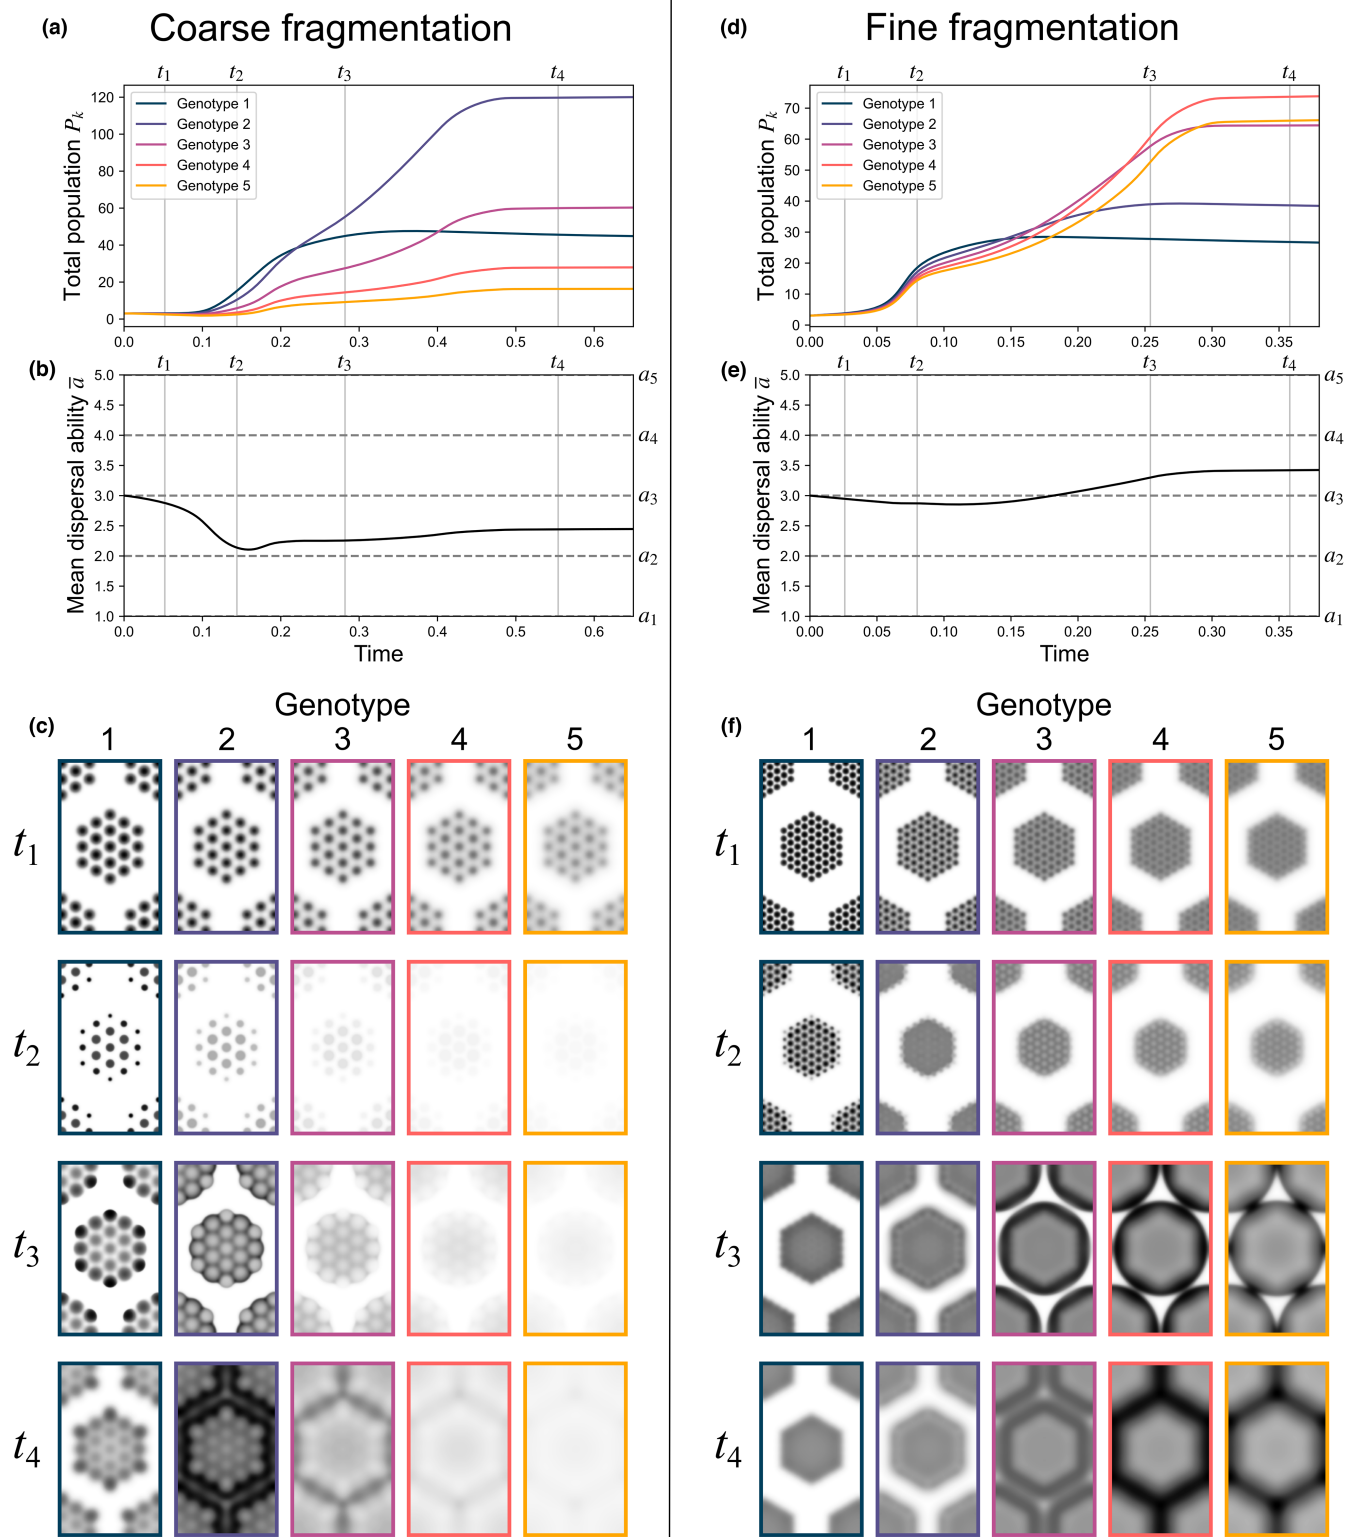 (a) Coarse fragmentation
t1 t2 t3 t4
Total population Pk
120
100
80
60
40
20
0
Genotype 1
Genotype 2
Genotype 3
Genotype 4
Genotype 5
0.0 0.1 0.2 0.3 0.4 0.5 0.6
(b)
t1 t2 t3 t4
Mean dispersal ability a̅
5.0
4.5
4.0
3.5
3.0
2.5
2.0
1.5
1.0
a5
a4
a3
a2
a1
0.0 0.1 0.2 0.3 0.4 0.5 0.6
Time
(c) Genotype
1 2 3 4 5
t1
t2
t3
t4
(d) Fine fragmentation
t1 t2 t3 t4
Total population Pk
70
60
50
40
30
20
10
0
Genotype 1
Genotype 2
Genotype 3
Genotype 4
Genotype 5
0.00 0.05 0.10 0.15 0.20 0.25 0.30 0.35
(e)
t1 t2 t3 t4
Mean dispersal ability a̅
5.0
4.5
4.0
3.5
3.0
2.5
2.0
1.5
1.0
a5
a4
a3
a2
a1
0.00 0.05 0.10 0.15 0.20 0.25 0.30 0.35
Time
(f) Genotype
1 2 3 4 5
t1
t2
t3
t4